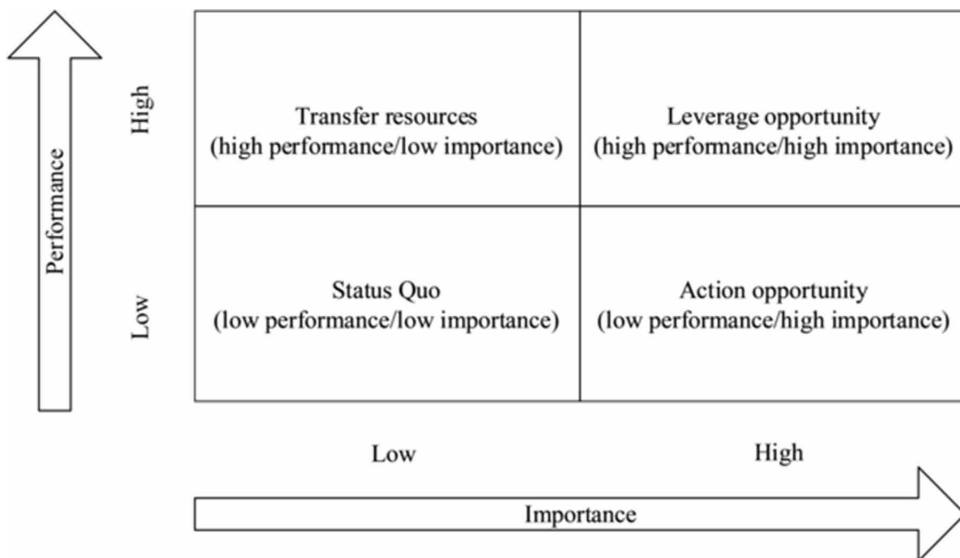 Performance
High
Transfer resources
(high performance/low importance)
Leverage opportunity
(high performance/high importance)
Low
Status Quo
(low performance/low importance)
Action opportunity
(low performance/high importance)
Low
High
Importance